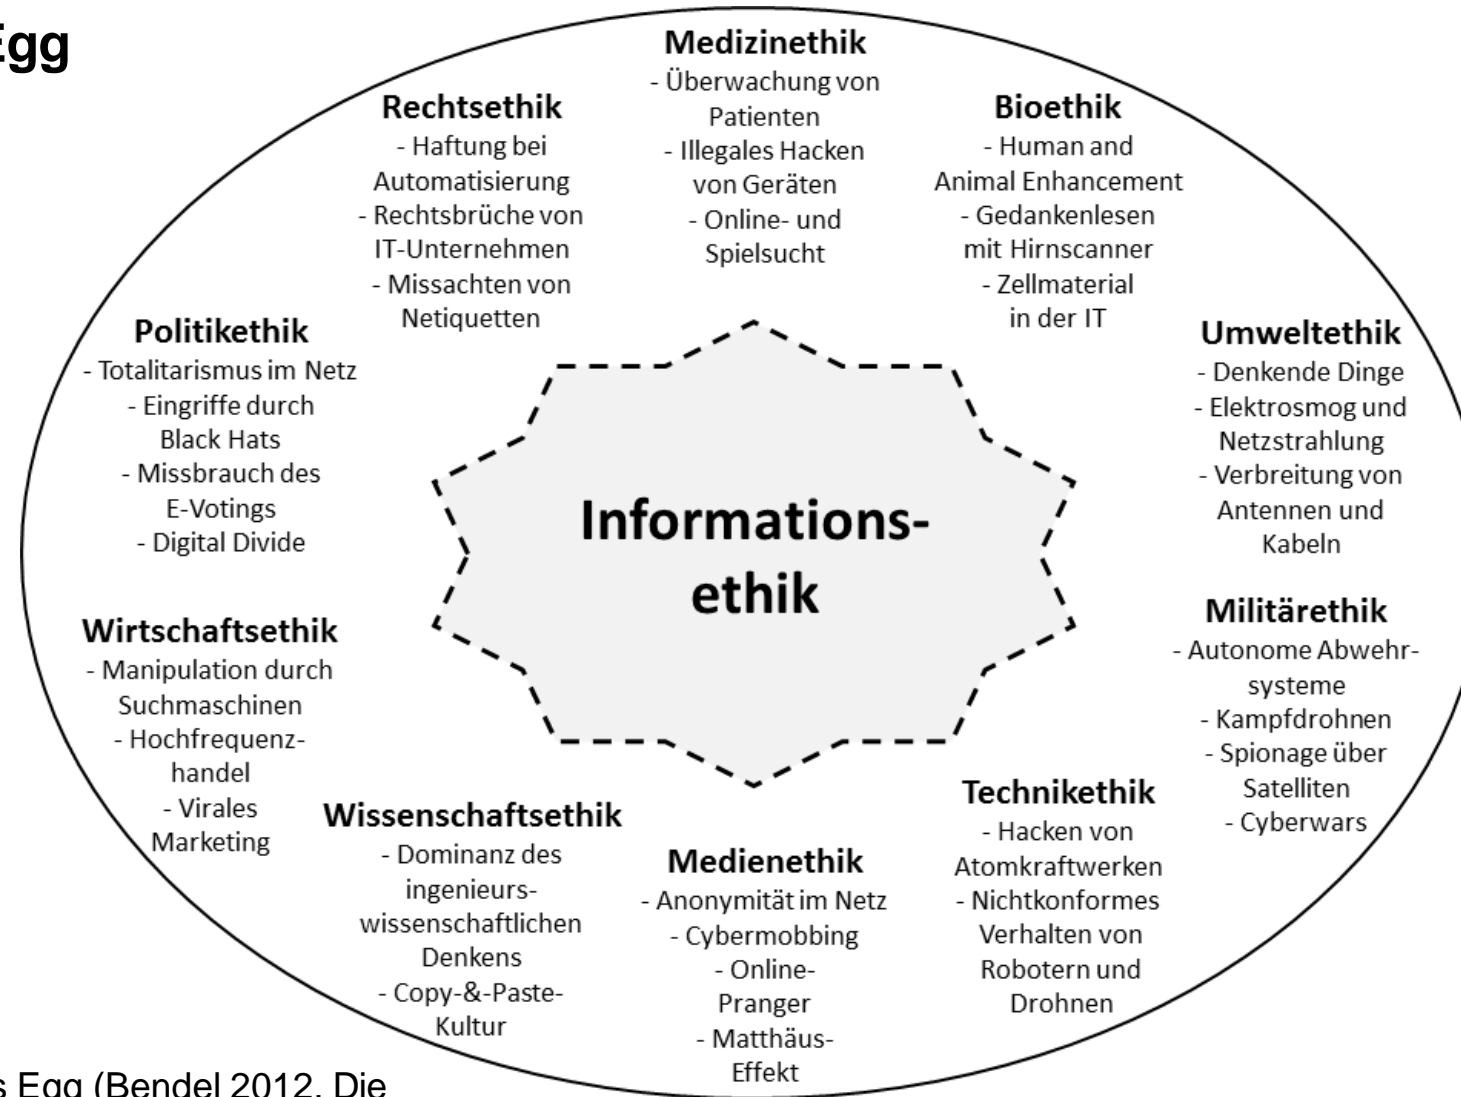 Egg
Medizinethik
- Überwachung von
Patienten
- Illegales Hacken
von Geräten
- Online- und
Spielsucht
Rechtsethik
- Haftung bei
Automatisierung
- Rechtsbrüche von
IT-Unternehmen
- Missachten von
Netiquetten
Bioethik
- Human and
Animal Enhancement
- Gedankenlesen
mit Hirnscanner
- Zellmaterial
in der IT
Politikethik
- Totalitarismus im Netz
- Eingriffe durch
Black Hats
- Missbrauch des
E-Votings
- Digital Divide
Umweltethik
- Denkende Dinge
- Elektrosmog und
Netzstrahlung
- Verbreitung von
Antennen und
Kabeln
Informations-
ethik
Wirtschaftsethik
- Manipulation durch
Suchmaschinen
- Hochfrequenz-
handel
- Virales
Marketing
Militärethik
- Autonome Abwehr-
systeme
- Kampfdrohnen
- Spionage über
Satelliten
- Cyberwars
Wissenschaftsethik
- Dominanz des
ingenieurs-
wissenschaftlichen
Denkens
- Copy-&-Paste-
Kultur
Medienethik
- Anonymität im Netz
- Cybermobbing
- Online-
Pranger
- Matthäus-
Effekt
Technikethik
- Hacken von
Atomkraftwerken
- Nichtkonformes
Verhalten von
Robotern und
Drohnen
s Egg (Bendel 2012, Die